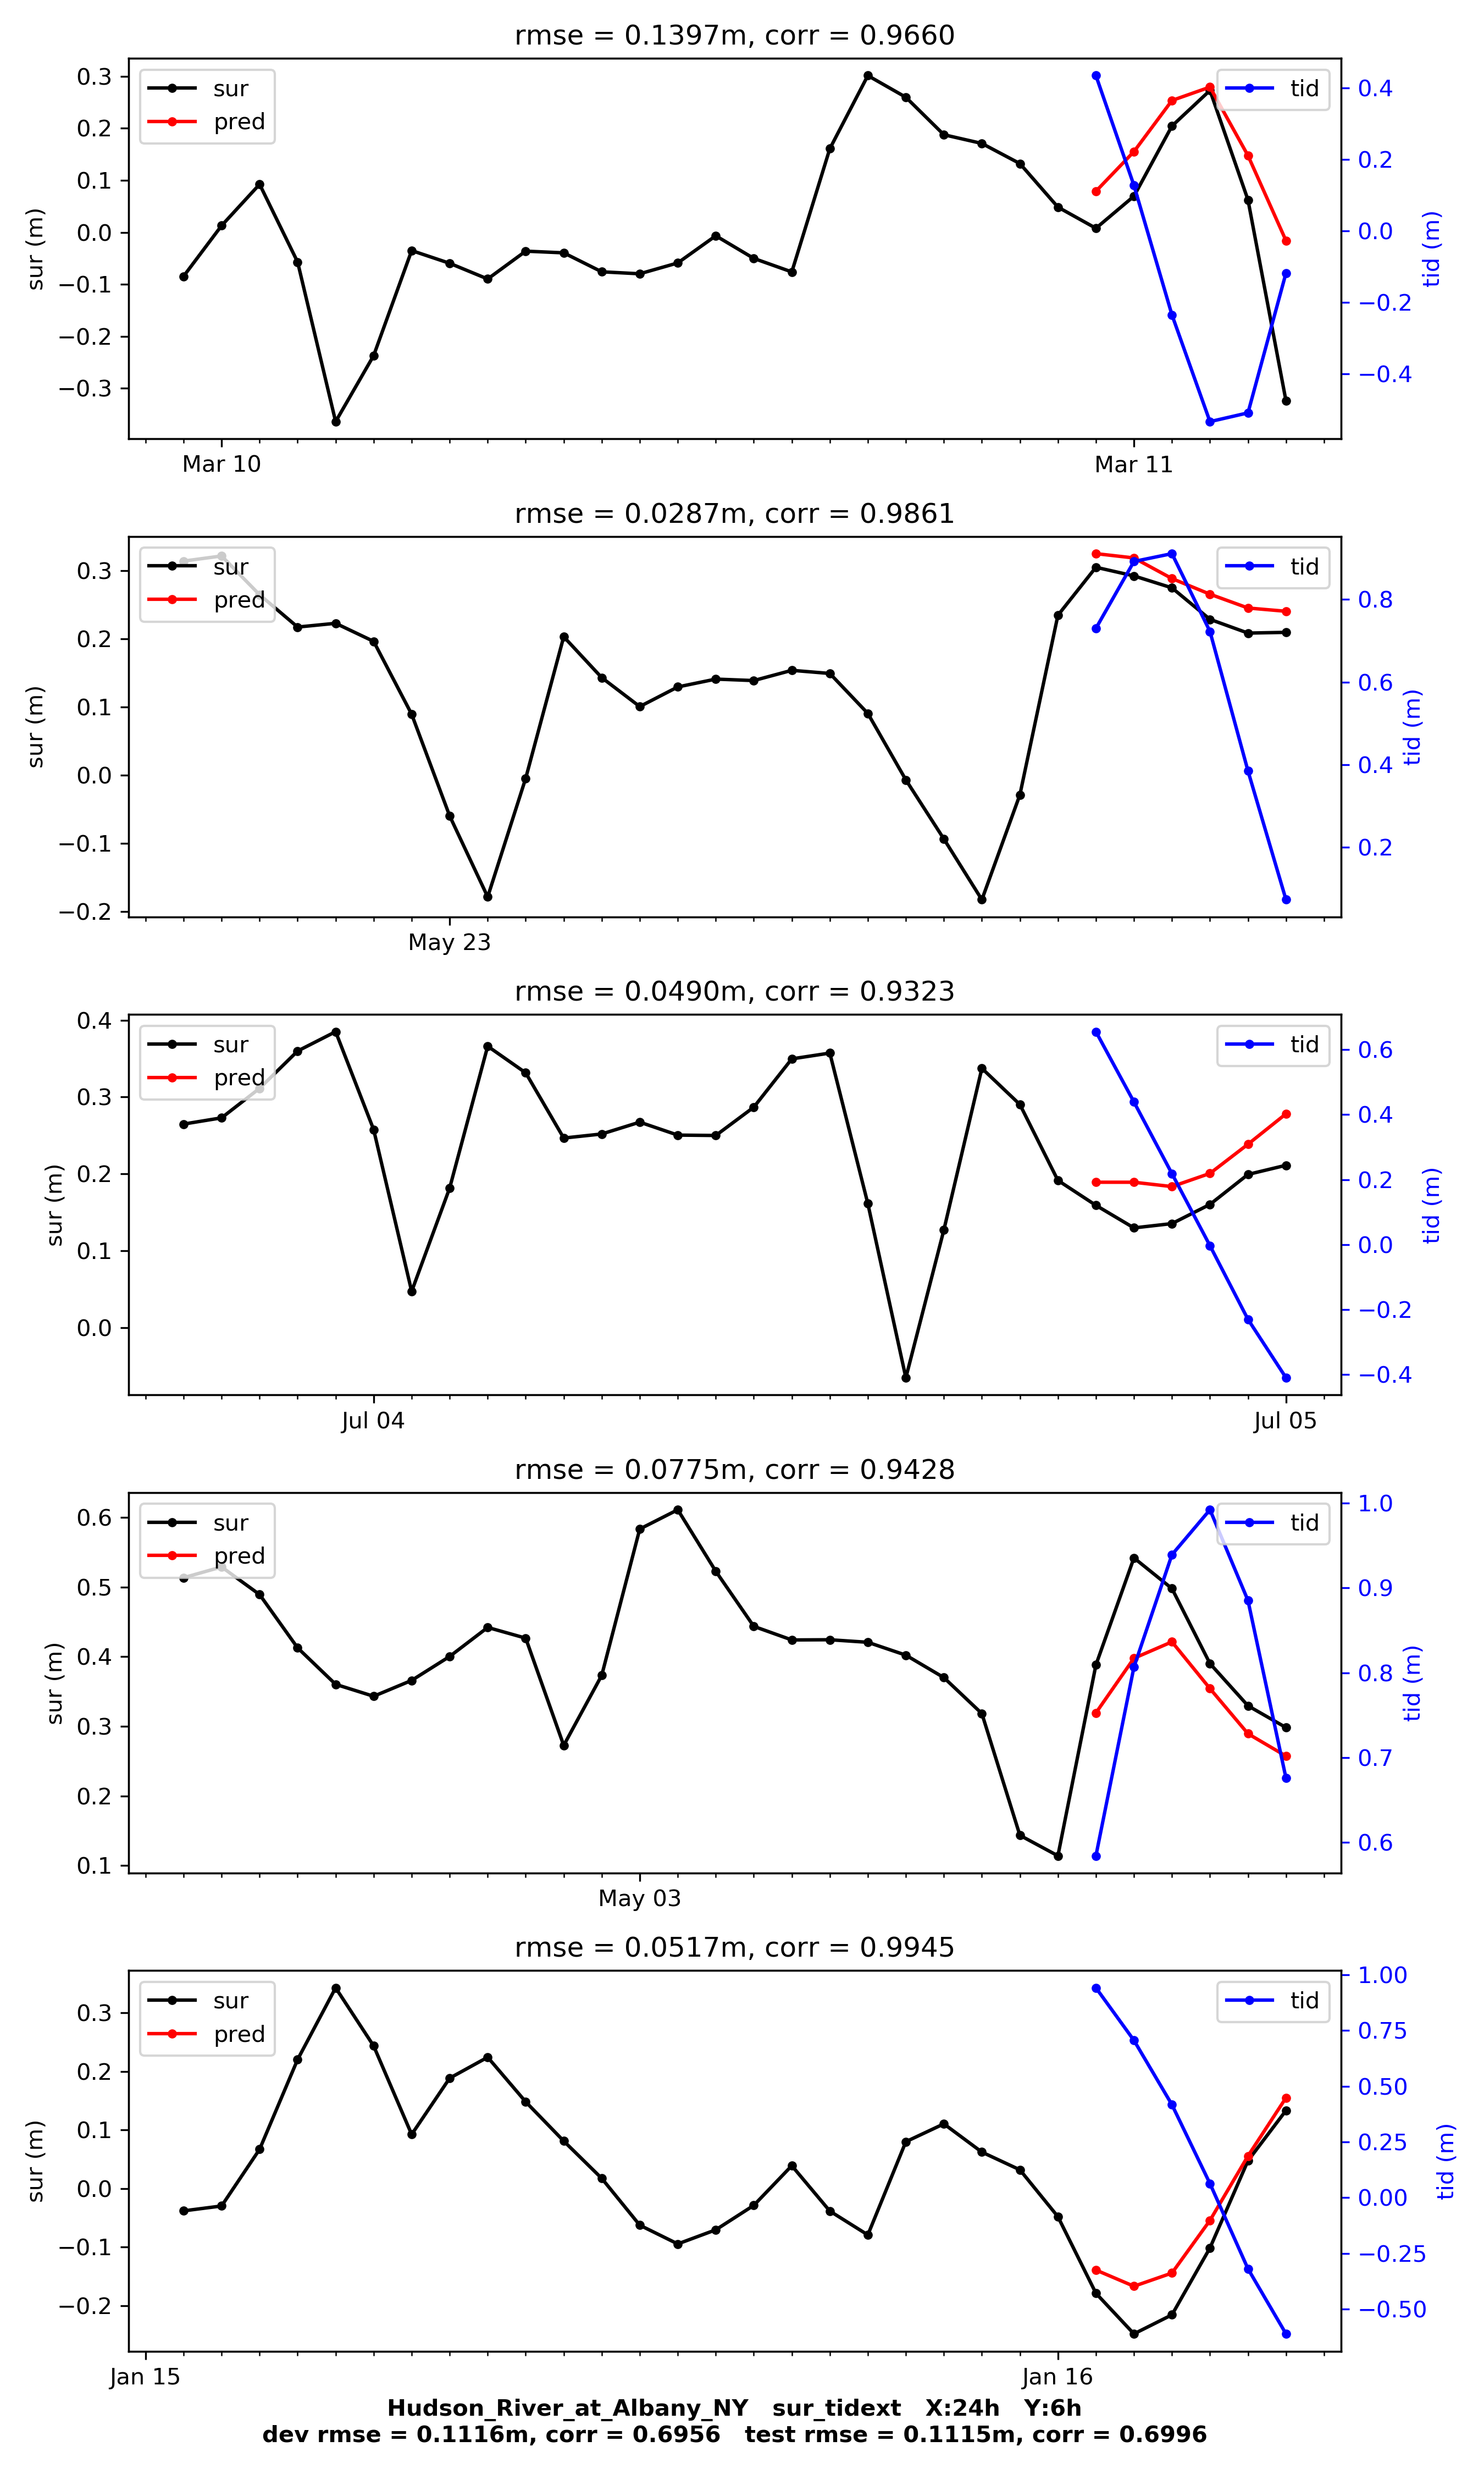 rmse = 0.1397m, corr = 0.9660
sur
pred
tid
0.3
0.2
0.1
0.0
−0.1
−0.2
−0.3
sur (m)
0.4
0.2
0.0
−0.2
−0.4
tid (m)
Mar 10
Mar 11
rmse = 0.0287m, corr = 0.9861
sur
pred
tid
0.3
0.2
0.1
0.0
−0.1
−0.2
sur (m)
0.8
0.6
0.4
0.2
tid (m)
May 23
rmse = 0.0490m, corr = 0.9323
sur
pred
tid
0.4
0.3
0.2
0.1
0.0
sur (m)
0.6
0.4
0.2
0.0
−0.2
−0.4
tid (m)
Jul 04
Jul 05
rmse = 0.0775m, corr = 0.9428
sur
pred
tid
0.6
0.5
0.4
0.3
0.2
0.1
sur (m)
1.0
0.9
0.8
0.7
0.6
tid (m)
May 03
rmse = 0.0517m, corr = 0.9945
sur
pred
tid
0.3
0.2
0.1
0.0
−0.1
−0.2
sur (m)
1.00
0.75
0.50
0.25
0.00
−0.25
−0.50
tid (m)
Jan 15
Jan 16
Hudson_River_at_Albany_NY sur_tidext X:24h Y:6h
dev rmse = 0.1116m, corr = 0.6956 test rmse = 0.1115m, corr = 0.6996